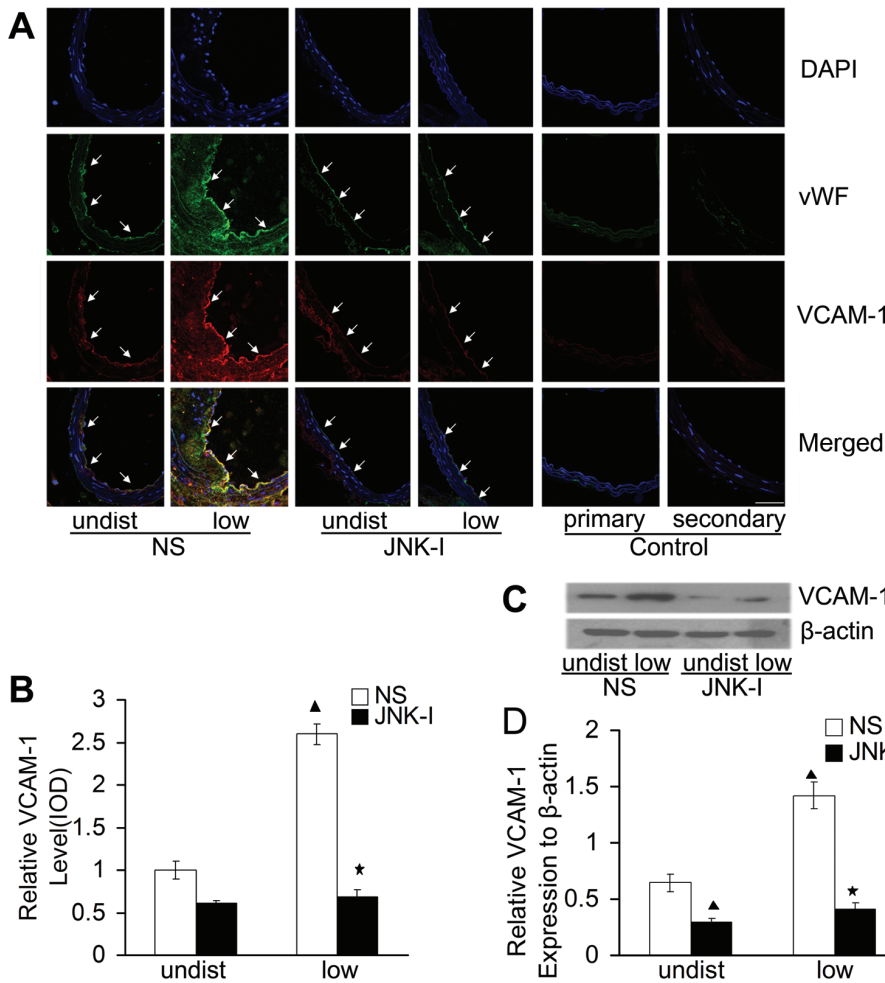 A
DAPI
vWF
VCAM-1
Merged
undist low undist low primary secondary
NS JNK-I Control
C
VCAM-1
β-actin
undist low undist low
NS JNK-I
B
Relative VCAM-1
Level(IOD)
3
2.5
2
1
0.5
0
NS
JNK-I
undist low
D
Relative VCAM-1
Expression to β-actin
2
1.5
1
0.5
0
NS
JNK
undist low